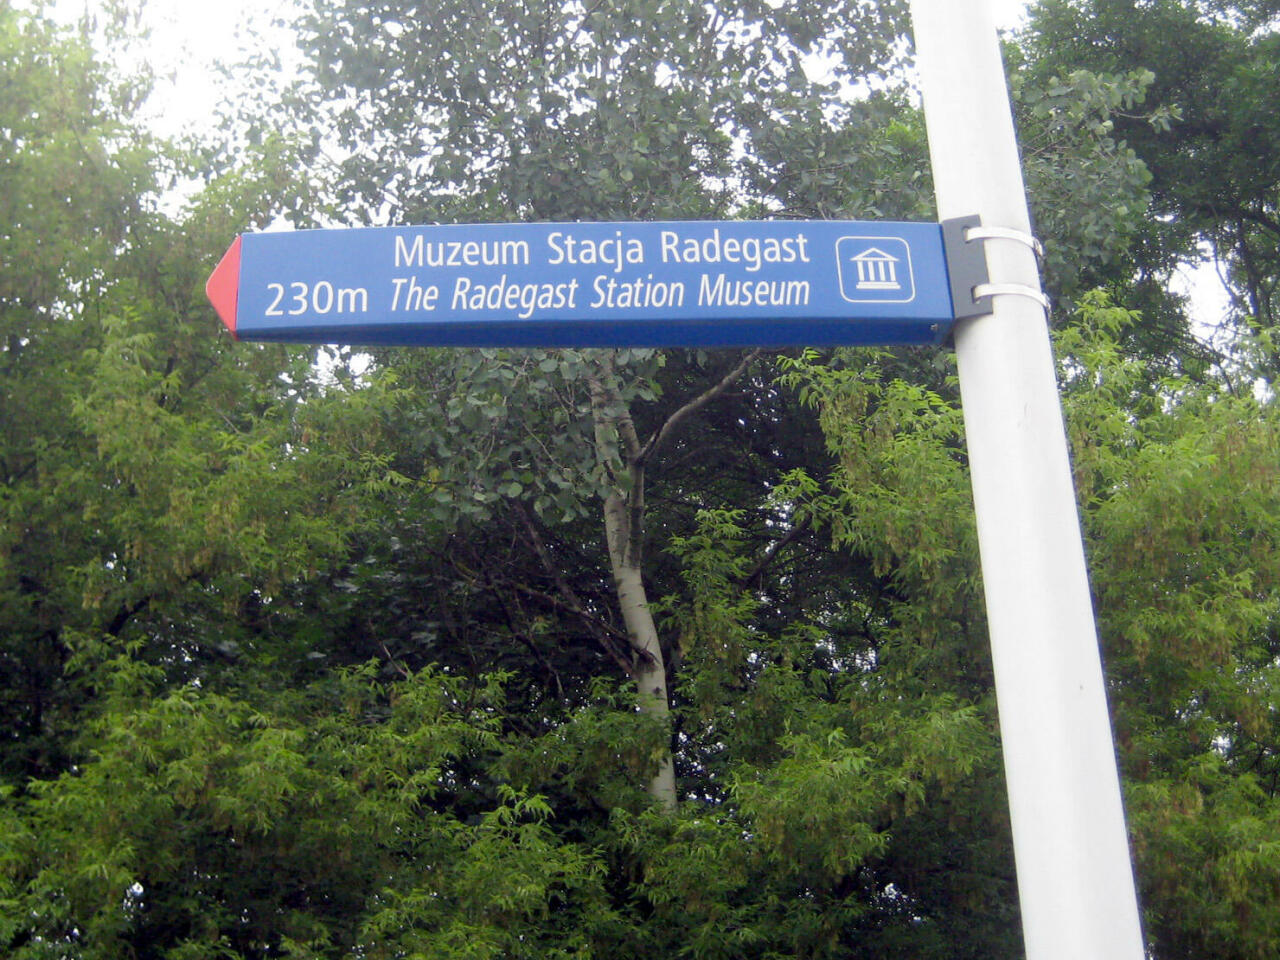 Muzeum Stacja Radegast
230m The Radegast Station Museum